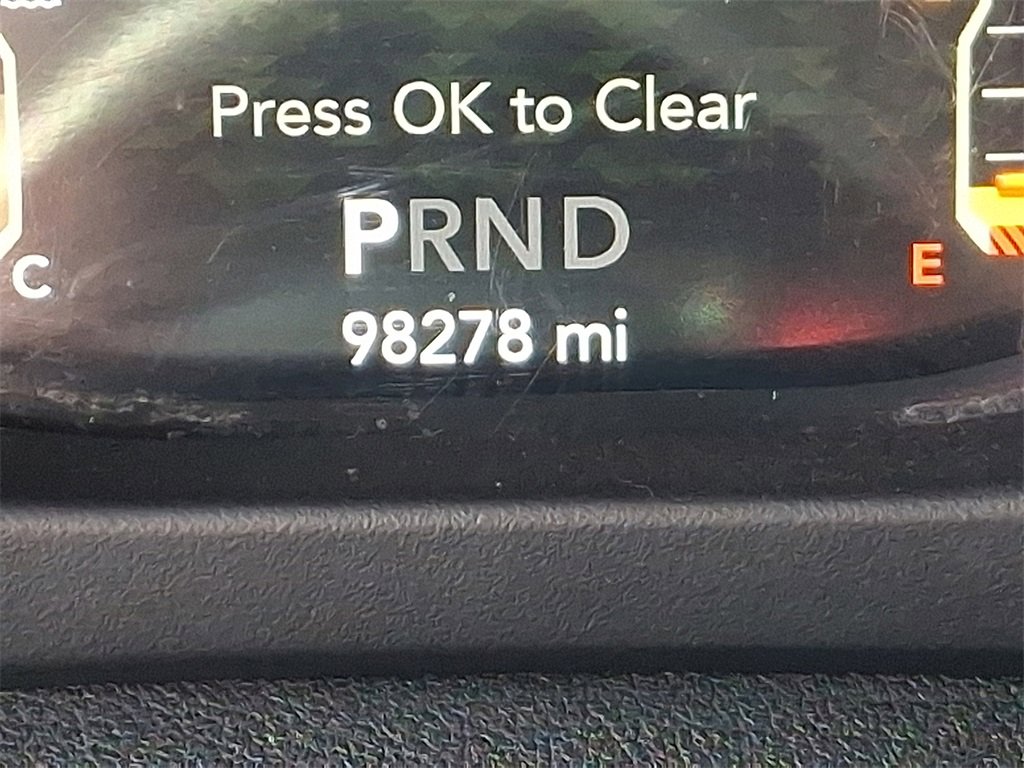 Press OK to Clear
PRND
C
E
98278 mi